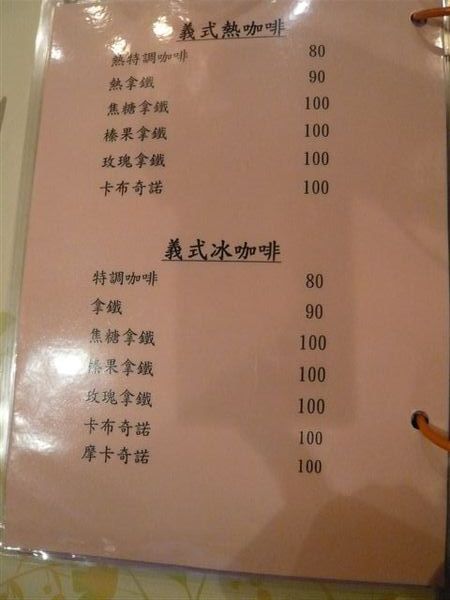 義式熱咖啡
熱特調咖啡 80
熱拿鐵 90
焦糖拿鐵 100
榛果拿鐵 100
玫瑰拿鐵 100
卡布奇諾 100
義式冰咖啡
特調咖啡 80
拿鐵 90
焦糖拿鐵 100
榛果拿鐵 100
玫瑰拿鐵 100
卡布奇諾 100
摩卡奇諾 100